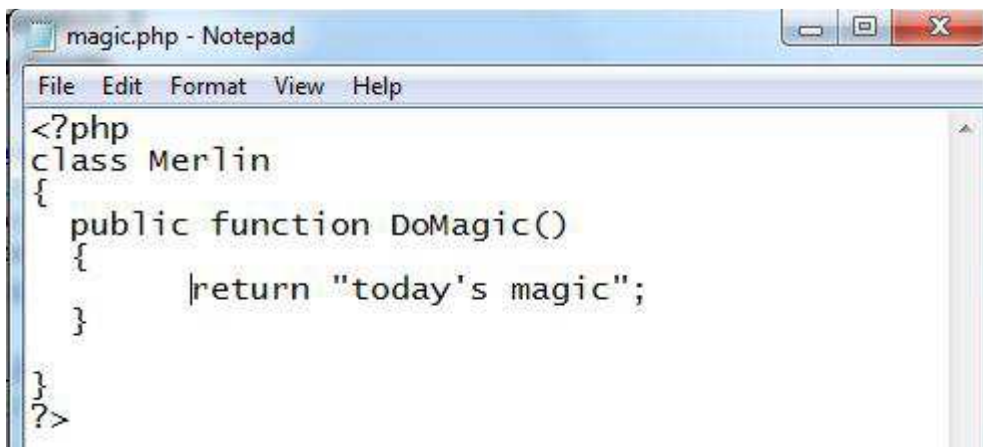 magic.php - Notepad
File Edit Format View Help
<?php
class Merlin
{
  public function DoMagic()
  {
        return "today's magic";
  }

}
?>